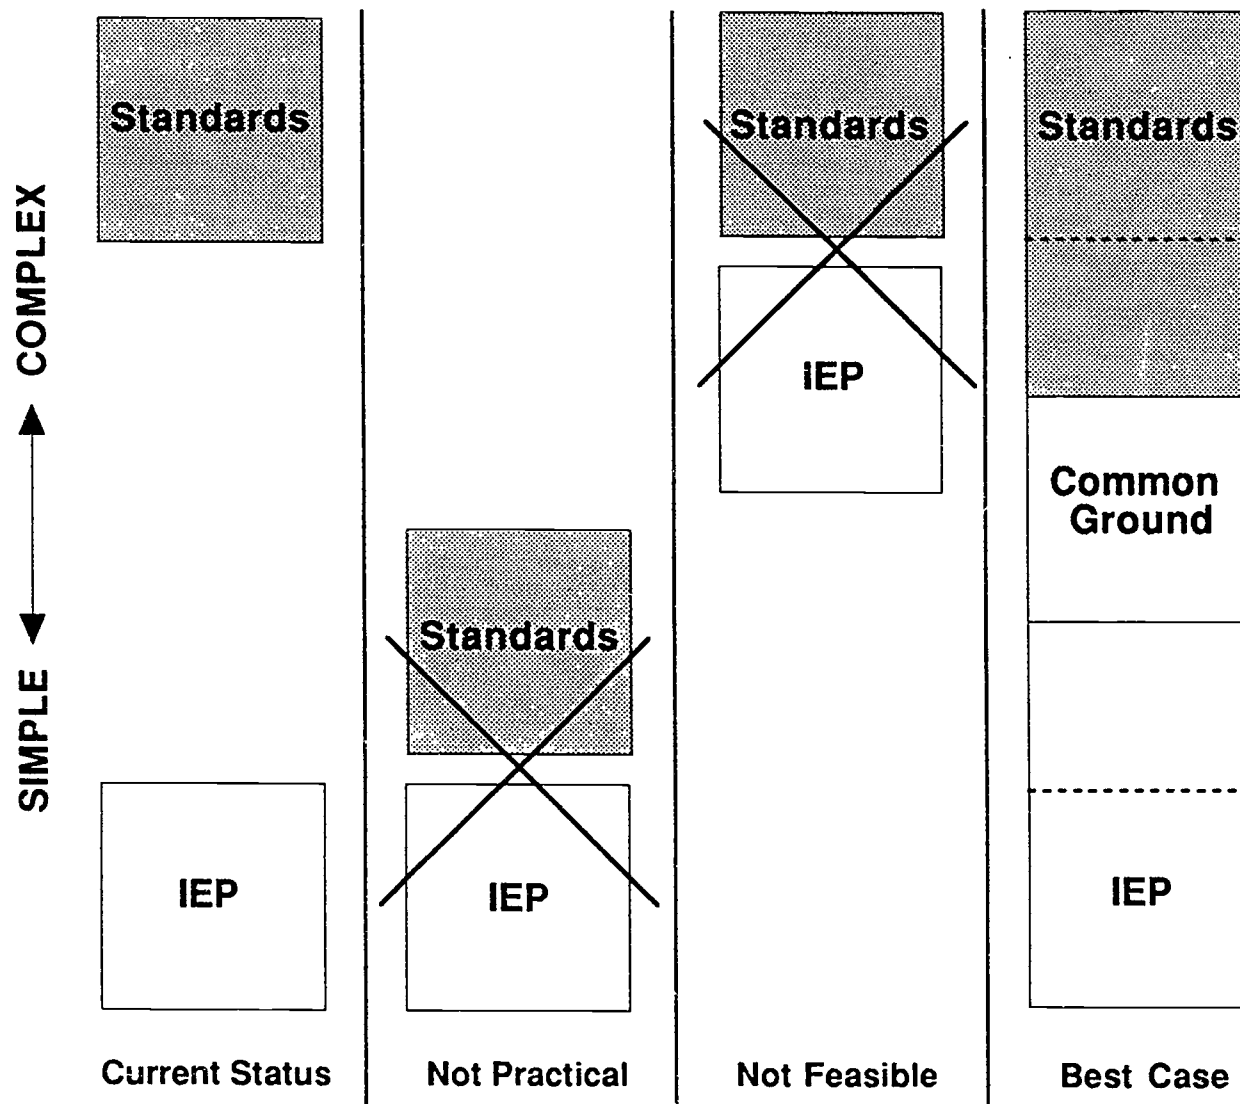 COMPLEX
SIMPLE
Standards
IEP
Current Status
Standards
IEP
Not Practical
Standards
IEP
Not Feasible
Standards
Common
Ground
IEP
Best Case